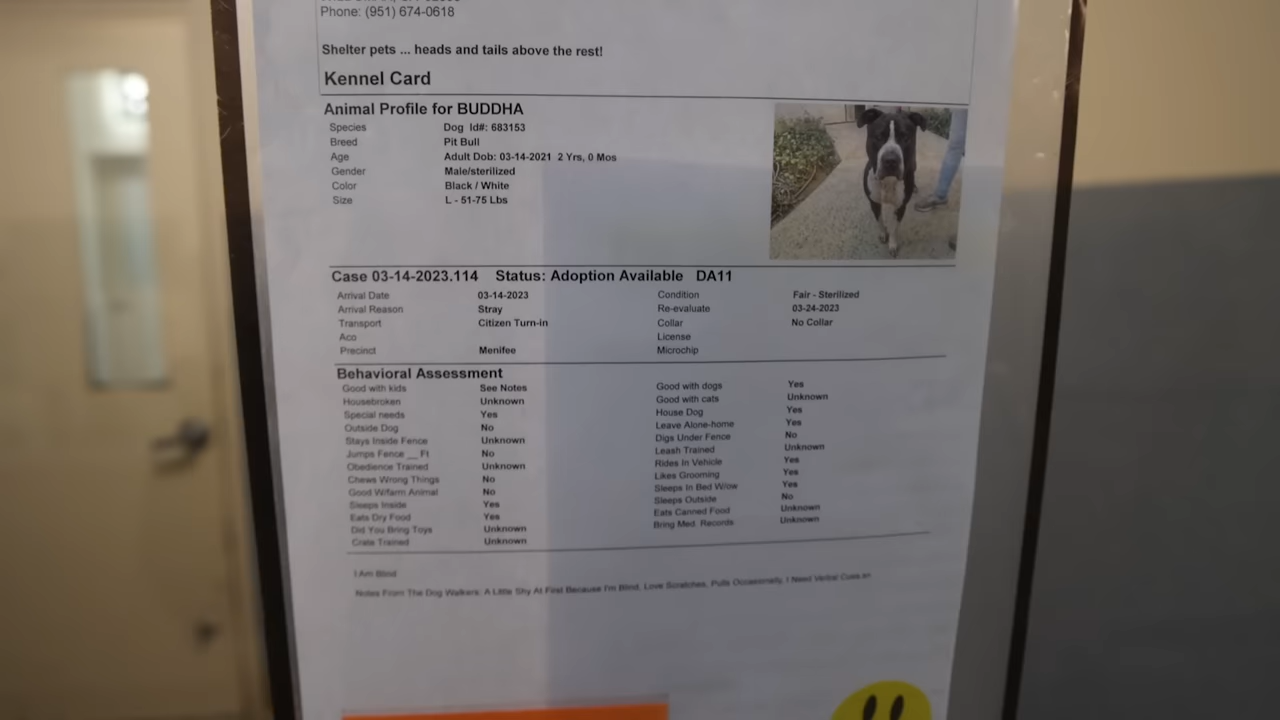 Phone: (951) 674-0618
Shelter pets ... heads and tails above the rest!
Kennel Card
Animal Profile for BUDDHA
Species Dog Id#: 683153
Breed Pit Bull
Age Adult Dob: 03-14-2021 2 Yrs, 0 Mos
Gender Male/sterilized
Color Black / White
Size L - 51-75 Lbs
Case 03-14-2023.114 Status: Adoption Available DA11
Arrival Date 03-14-2023 Condition Fair - Sterilized
Arrival Reason Stray Re-evaluate 03-24-2023
Transport Citizen Turn-in Collar No Collar
Aco License
Precinct Menifee Microchip
Behavioral Assessment
Good with kids See Notes Good with dogs Yes
Housebroken Unknown Good with cats Unknown
Special needs Yes House Dog Yes
Outside Dog No Leave Alone-home Yes
Stays Inside Fence Unknown Digs Under Fence No
Jumps Fence __ Ft No Leash Trained Unknown
Obedience Trained Unknown Rides In Vehicle Yes
Chews Wrong Things No Likes Grooming Yes
Good W/farm Animal No Sleeps In Bed W/ow Yes
Sleeps Inside Yes Sleeps Outside No
Eats Dry Food Yes Eats Canned Food Unknown
Did You Bring Toys Unknown Bring Med. Records Unknown
Crate Trained Unknown
I Am Blind
Notes From The Dog Walkers: A Little Shy At First Because I'm Blind, Love Scratches, Pulls Occasionally, I Need Verbal Cues an